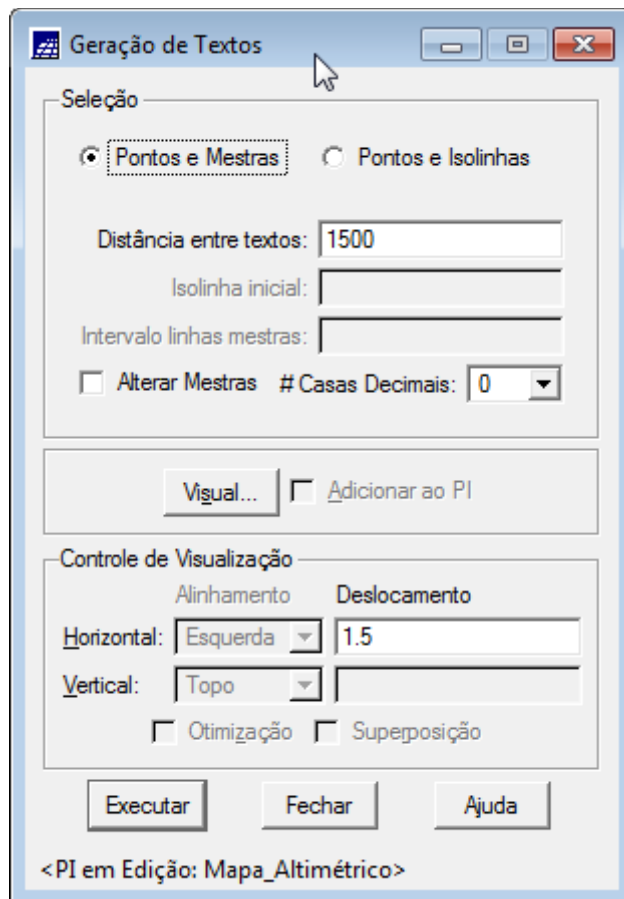 Geração de Textos
Seleção
Pontos e Mestras Pontos e Isolinhas
Distância entre textos: 1500
Isolinha inicial:
Intervalo linhas mestras:
Alterar Mestras # Casas Decimais: 0
Visual... Adicionar ao PI
Controle de Visualização
Alinhamento Deslocamento
Horizontal: Esquerda 1.5
Vertical: Topo
Otimização Superposição
Executar Fechar Ajuda
<PI em Edição: Mapa_Altimétrico>